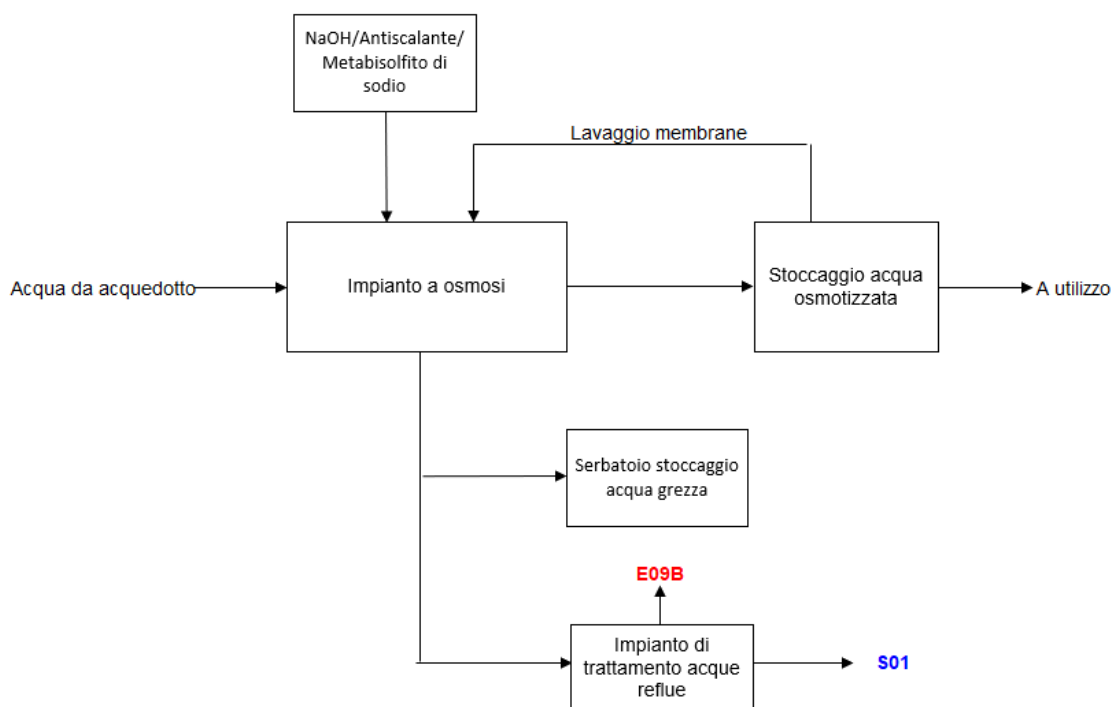 NaOH/Antiscalante/
Metabisolfito di
sodio
Lavaggio membrane
Acqua da acquedotto
Impianto a osmosi
Stoccaggio acqua
osmotizzata
A utilizzo
Serbatoio stoccaggio
acqua grezza
E09B
Impianto di
trattamento acque
reflue
S01